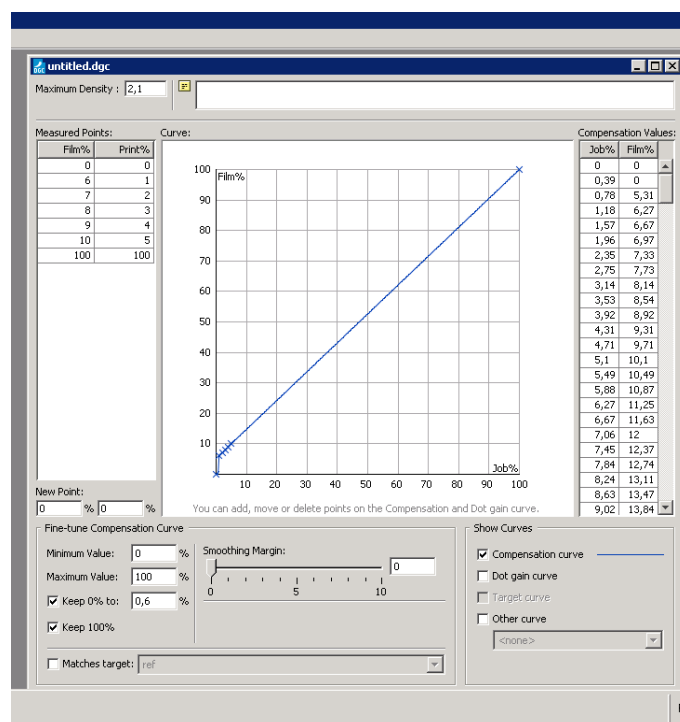 untitled.dgc
Maximum Density : 2,1
Measured Points:
Film% Print%
0 0
6 1
7 2
8 3
9 4
10 5
100 100
New Point:
0 % 0 %
Curve:
Film%
100
90
80
70
60
50
40
30
20
10
Job%
10 20 30 40 50 60 70 80 90 100
You can add, move or delete points on the Compensation and Dot gain curve.
Compensation Values:
Job% Film%
0 0
0,39 0
0,78 5,31
1,18 6,27
1,57 6,67
1,96 6,97
2,35 7,33
2,75 7,73
3,14 8,14
3,53 8,54
3,92 8,92
4,31 9,31
4,71 9,71
5,1 10,1
5,49 10,49
5,88 10,87
6,27 11,25
6,67 11,63
7,06 12
7,45 12,37
7,84 12,74
8,24 13,11
8,63 13,47
9,02 13,84
Fine-tune Compensation Curve
Minimum Value: 0 %
Maximum Value: 100 %
Keep 0% to: 0,6 %
Keep 100%
Smoothing Margin:
0
0 5 10
Matches target: ref
Show Curves
Compensation curve
Dot gain curve
Target curve
Other curve
<none>